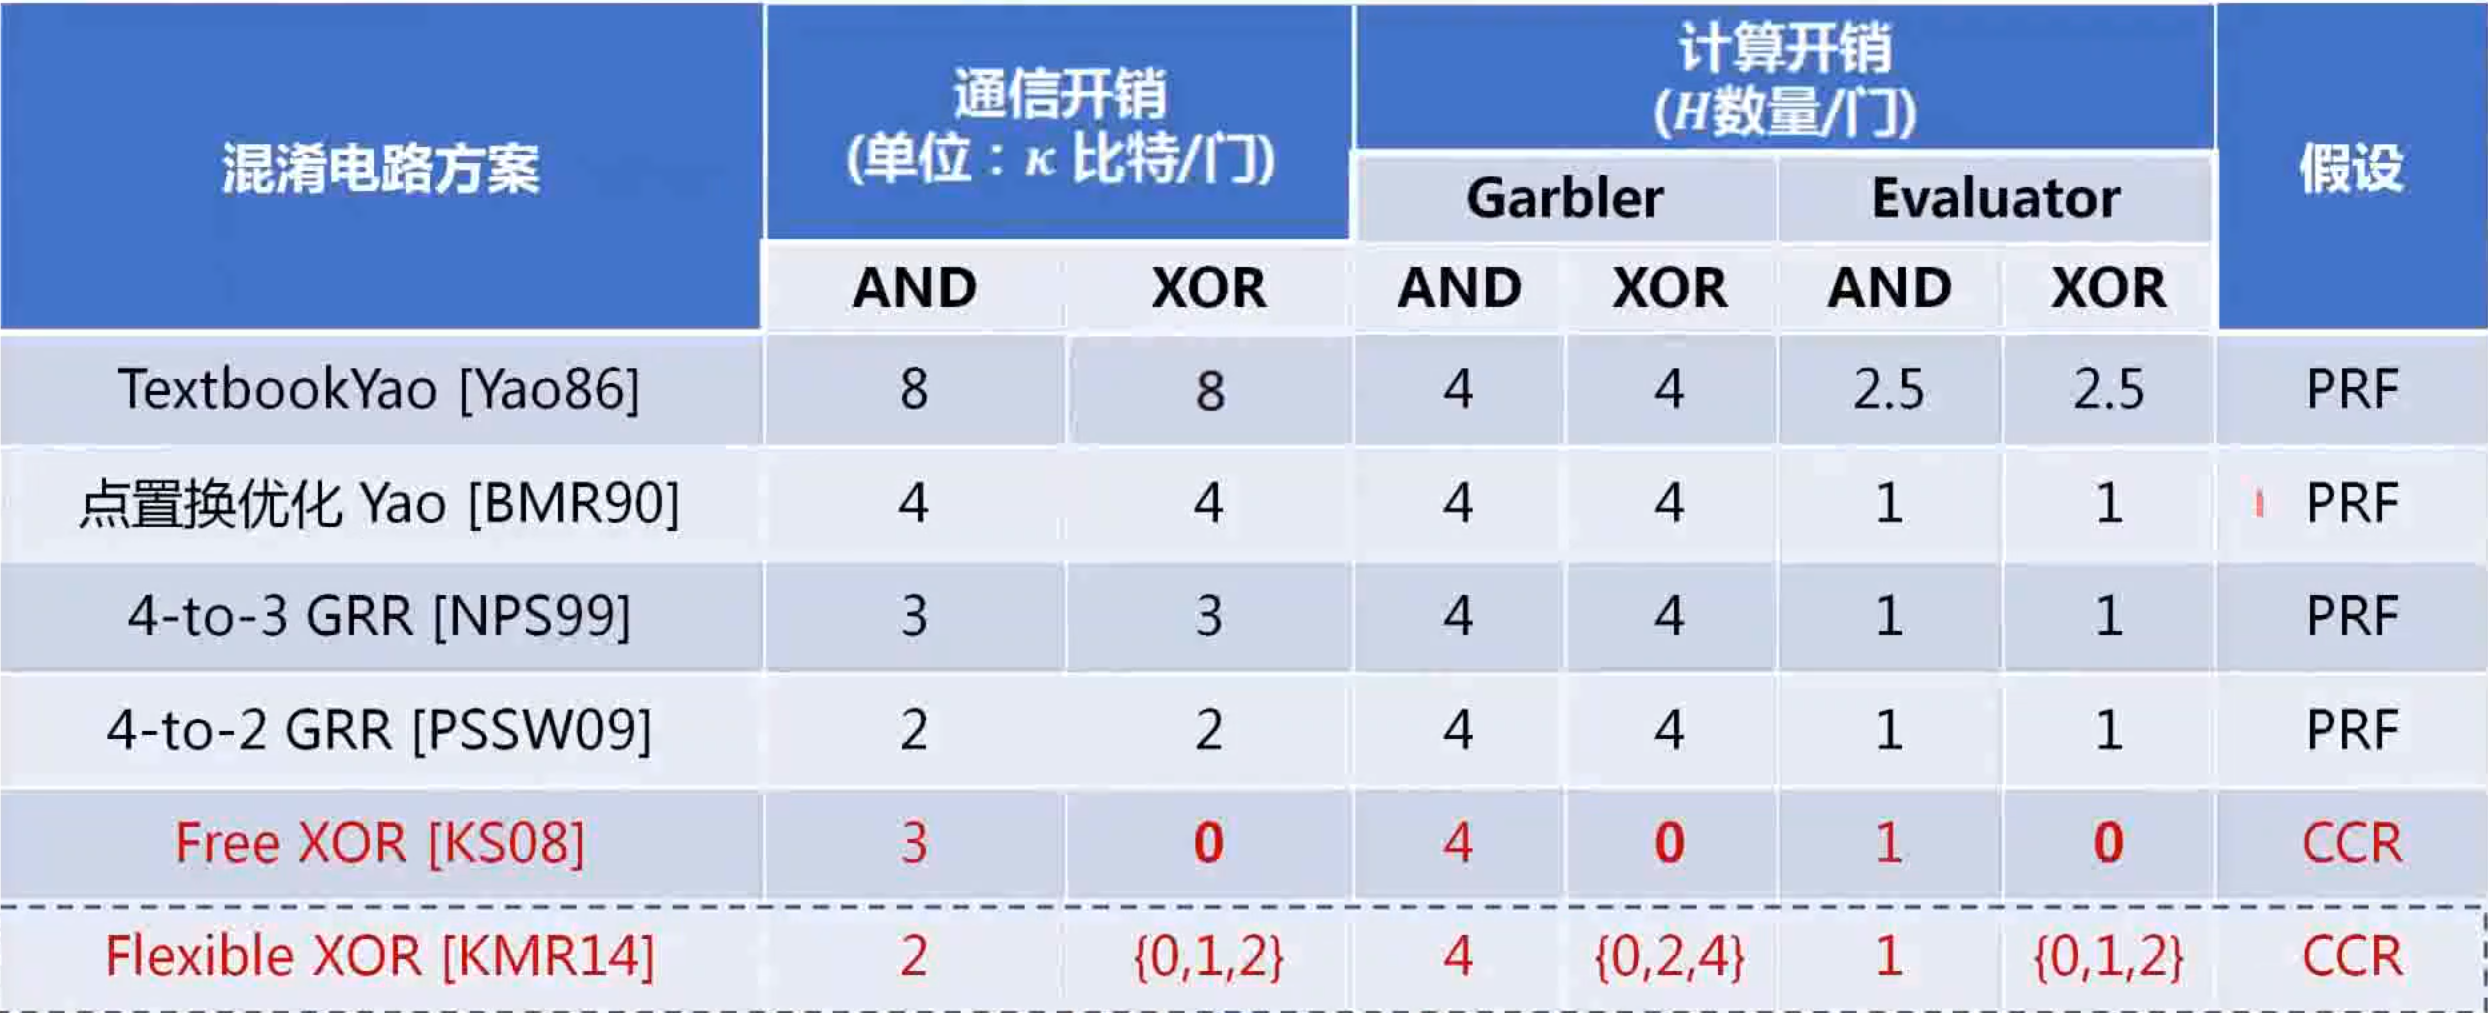 混淆电路方案
通信开销
(单位：κ 比特/门)
计算开销
(H数量/门)
假设
Garbler Evaluator
AND XOR AND XOR AND XOR
TextbookYao [Yao86] 8 8 4 4 2.5 2.5 PRF
点置换优化 Yao [BMR90] 4 4 4 4 1 1 PRF
4-to-3 GRR [NPS99] 3 3 4 4 1 1 PRF
4-to-2 GRR [PSSW09] 2 2 4 4 1 1 PRF
Free XOR [KS08] 3 0 4 0 1 0 CCR
Flexible XOR [KMR14] 2 {0,1,2} 4 {0,2,4} 1 {0,1,2} CCR